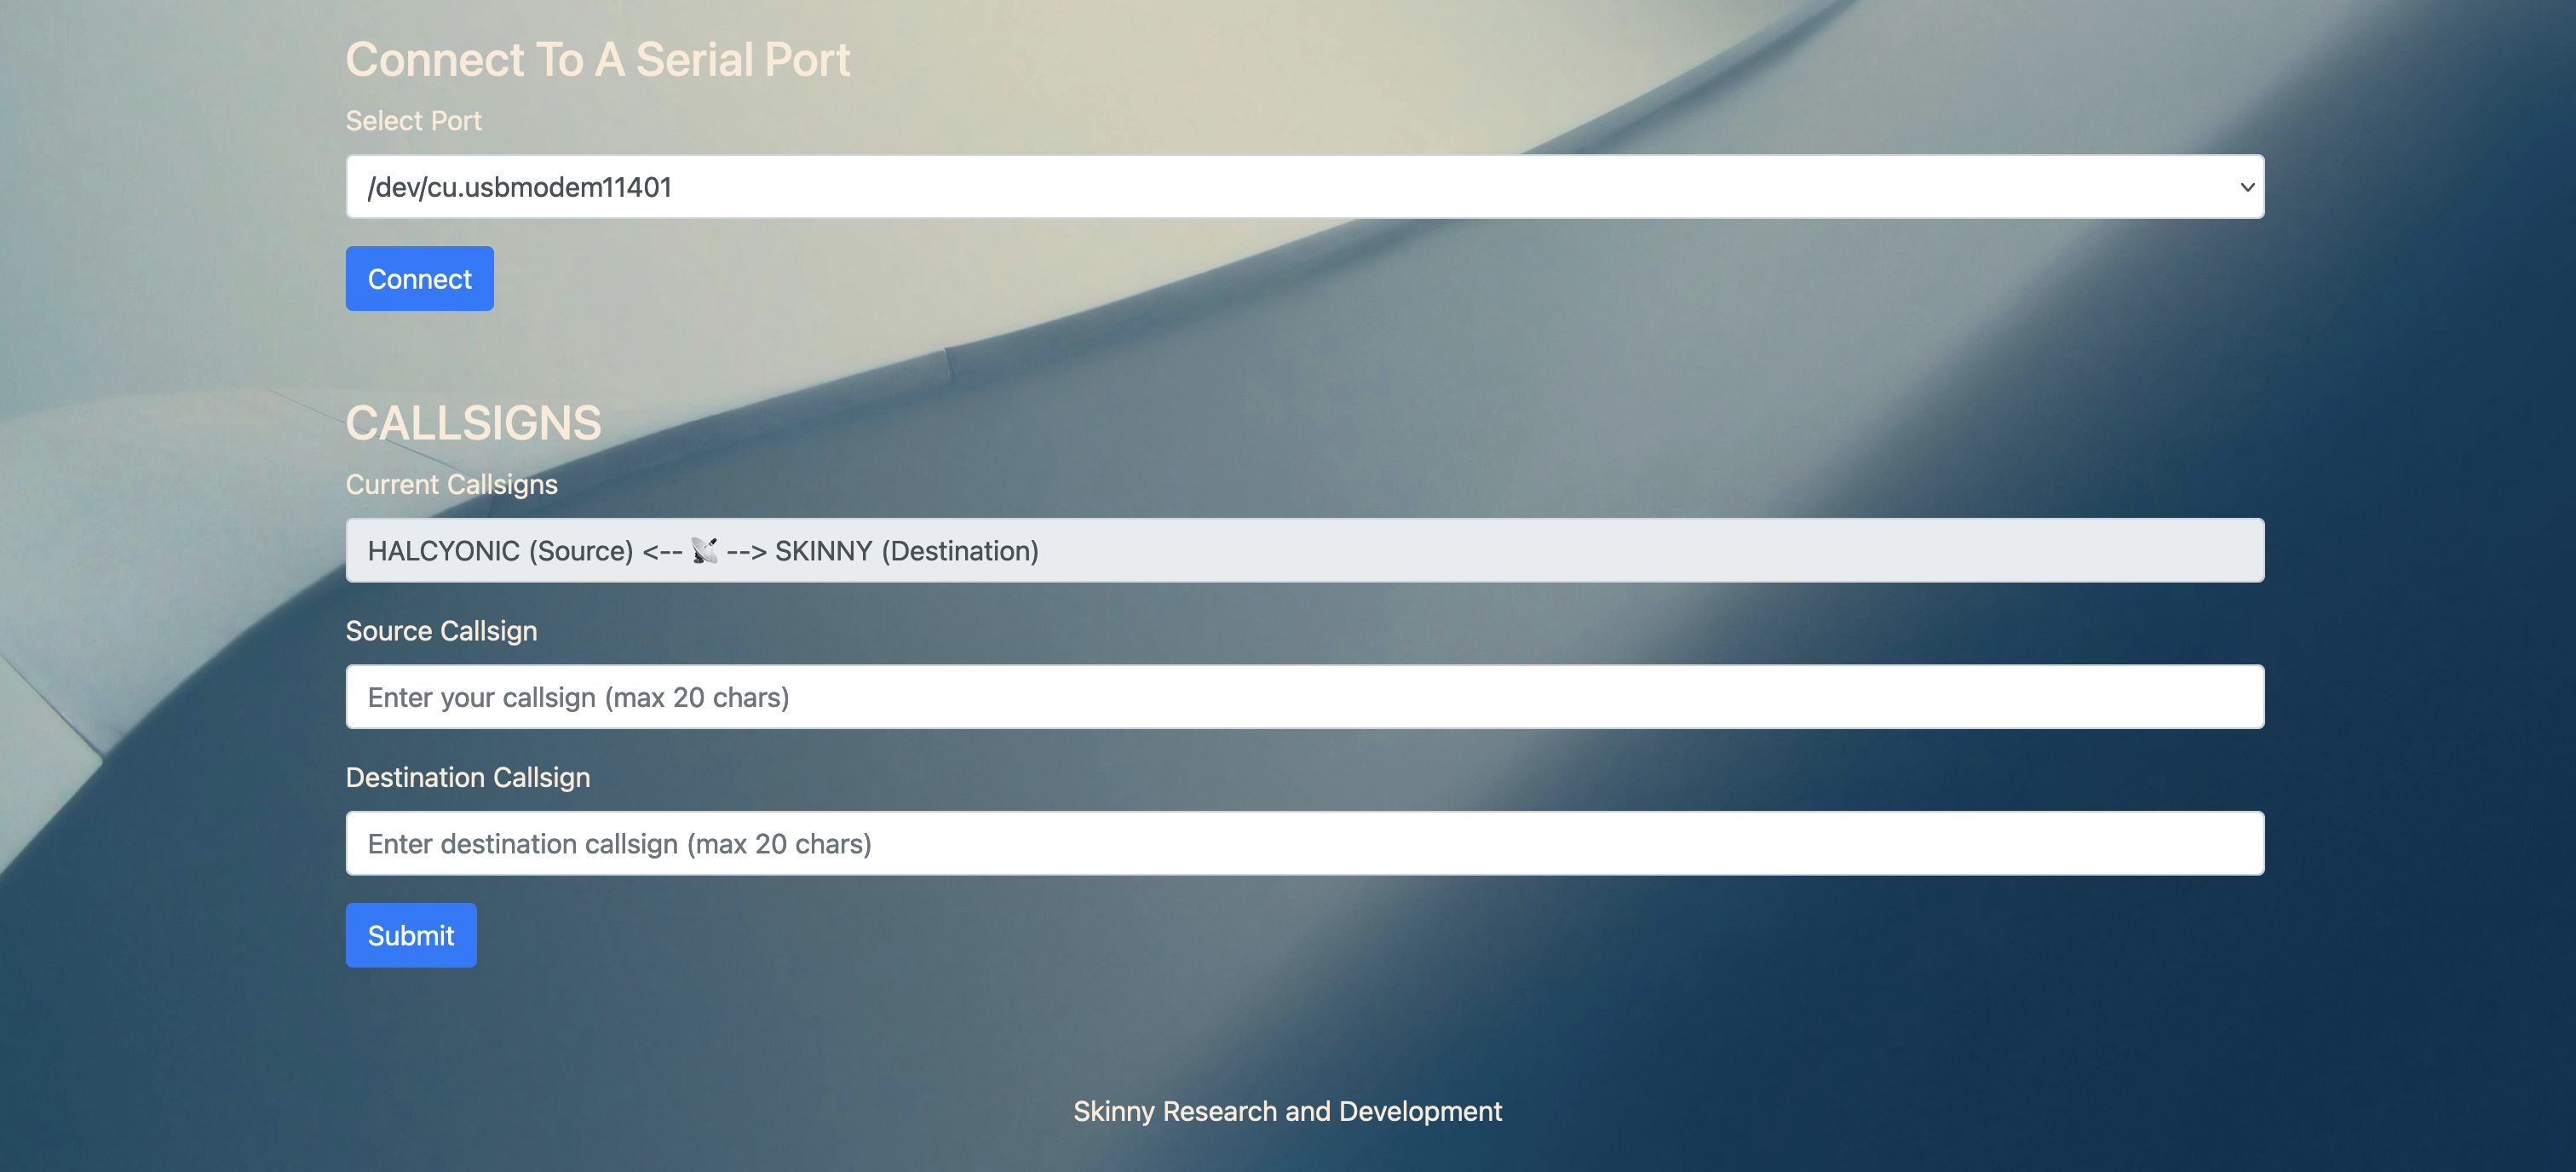 Connect To A Serial Port
Select Port
/dev/cu.usbmodem11401
Connect
CALLSIGNS
Current Callsigns
HALCYONIC (Source) <-- 📡 --> SKINNY (Destination)
Source Callsign
Enter your callsign (max 20 chars)
Destination Callsign
Enter destination callsign (max 20 chars)
Submit
Skinny Research and Development